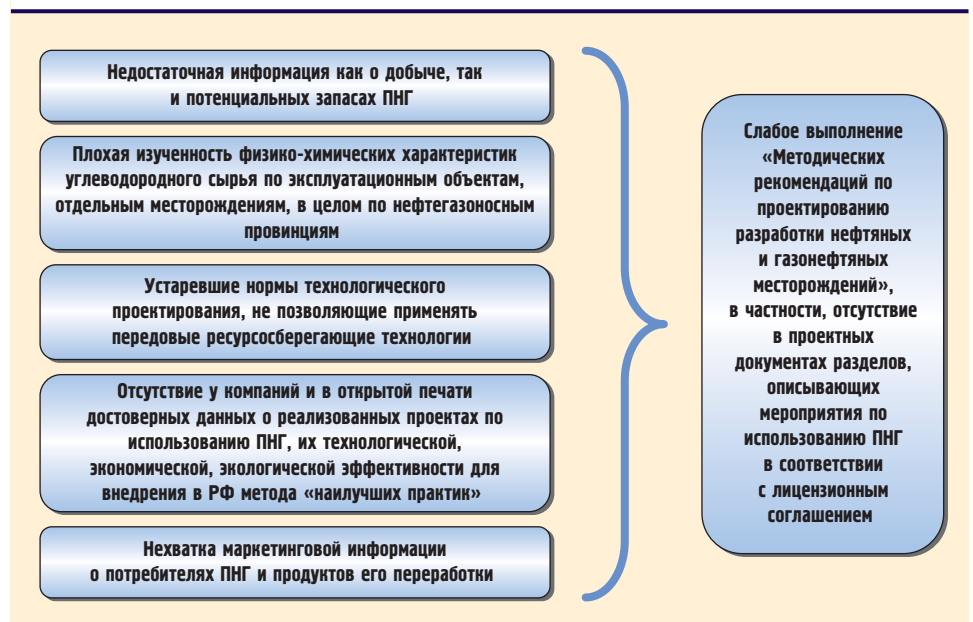 Недостаточная информация как о добыче, так
и потенциальных запасах ПНГ
Плохая изученность физико-химических характеристик
углеводородного сырья по эксплуатационным объектам,
отдельным месторождениям, в целом по нефтегазоносным
провинциям
Устаревшие нормы технологического
проектирования, не позволяющие применять
передовые ресурсосберегающие технологии
Отсутствие у компаний и в открытой печати
достоверных данных о реализованных проектах по
использованию ПНГ, их технологической,
экономической, экологической эффективности для
внедрения в РФ метода «наилучших практик»
Нехватка маркетинговой информации
о потребителях ПНГ и продуктов его переработки
Слабое выполнение
«Методических
рекомендаций по
проектированию
разработки нефтяных
и газонефтяных
месторождений»,
в частности, отсутствие
в проектных
документах разделов,
описывающих
мероприятия по
использованию ПНГ
в соответствии
с лицензионным
соглашением